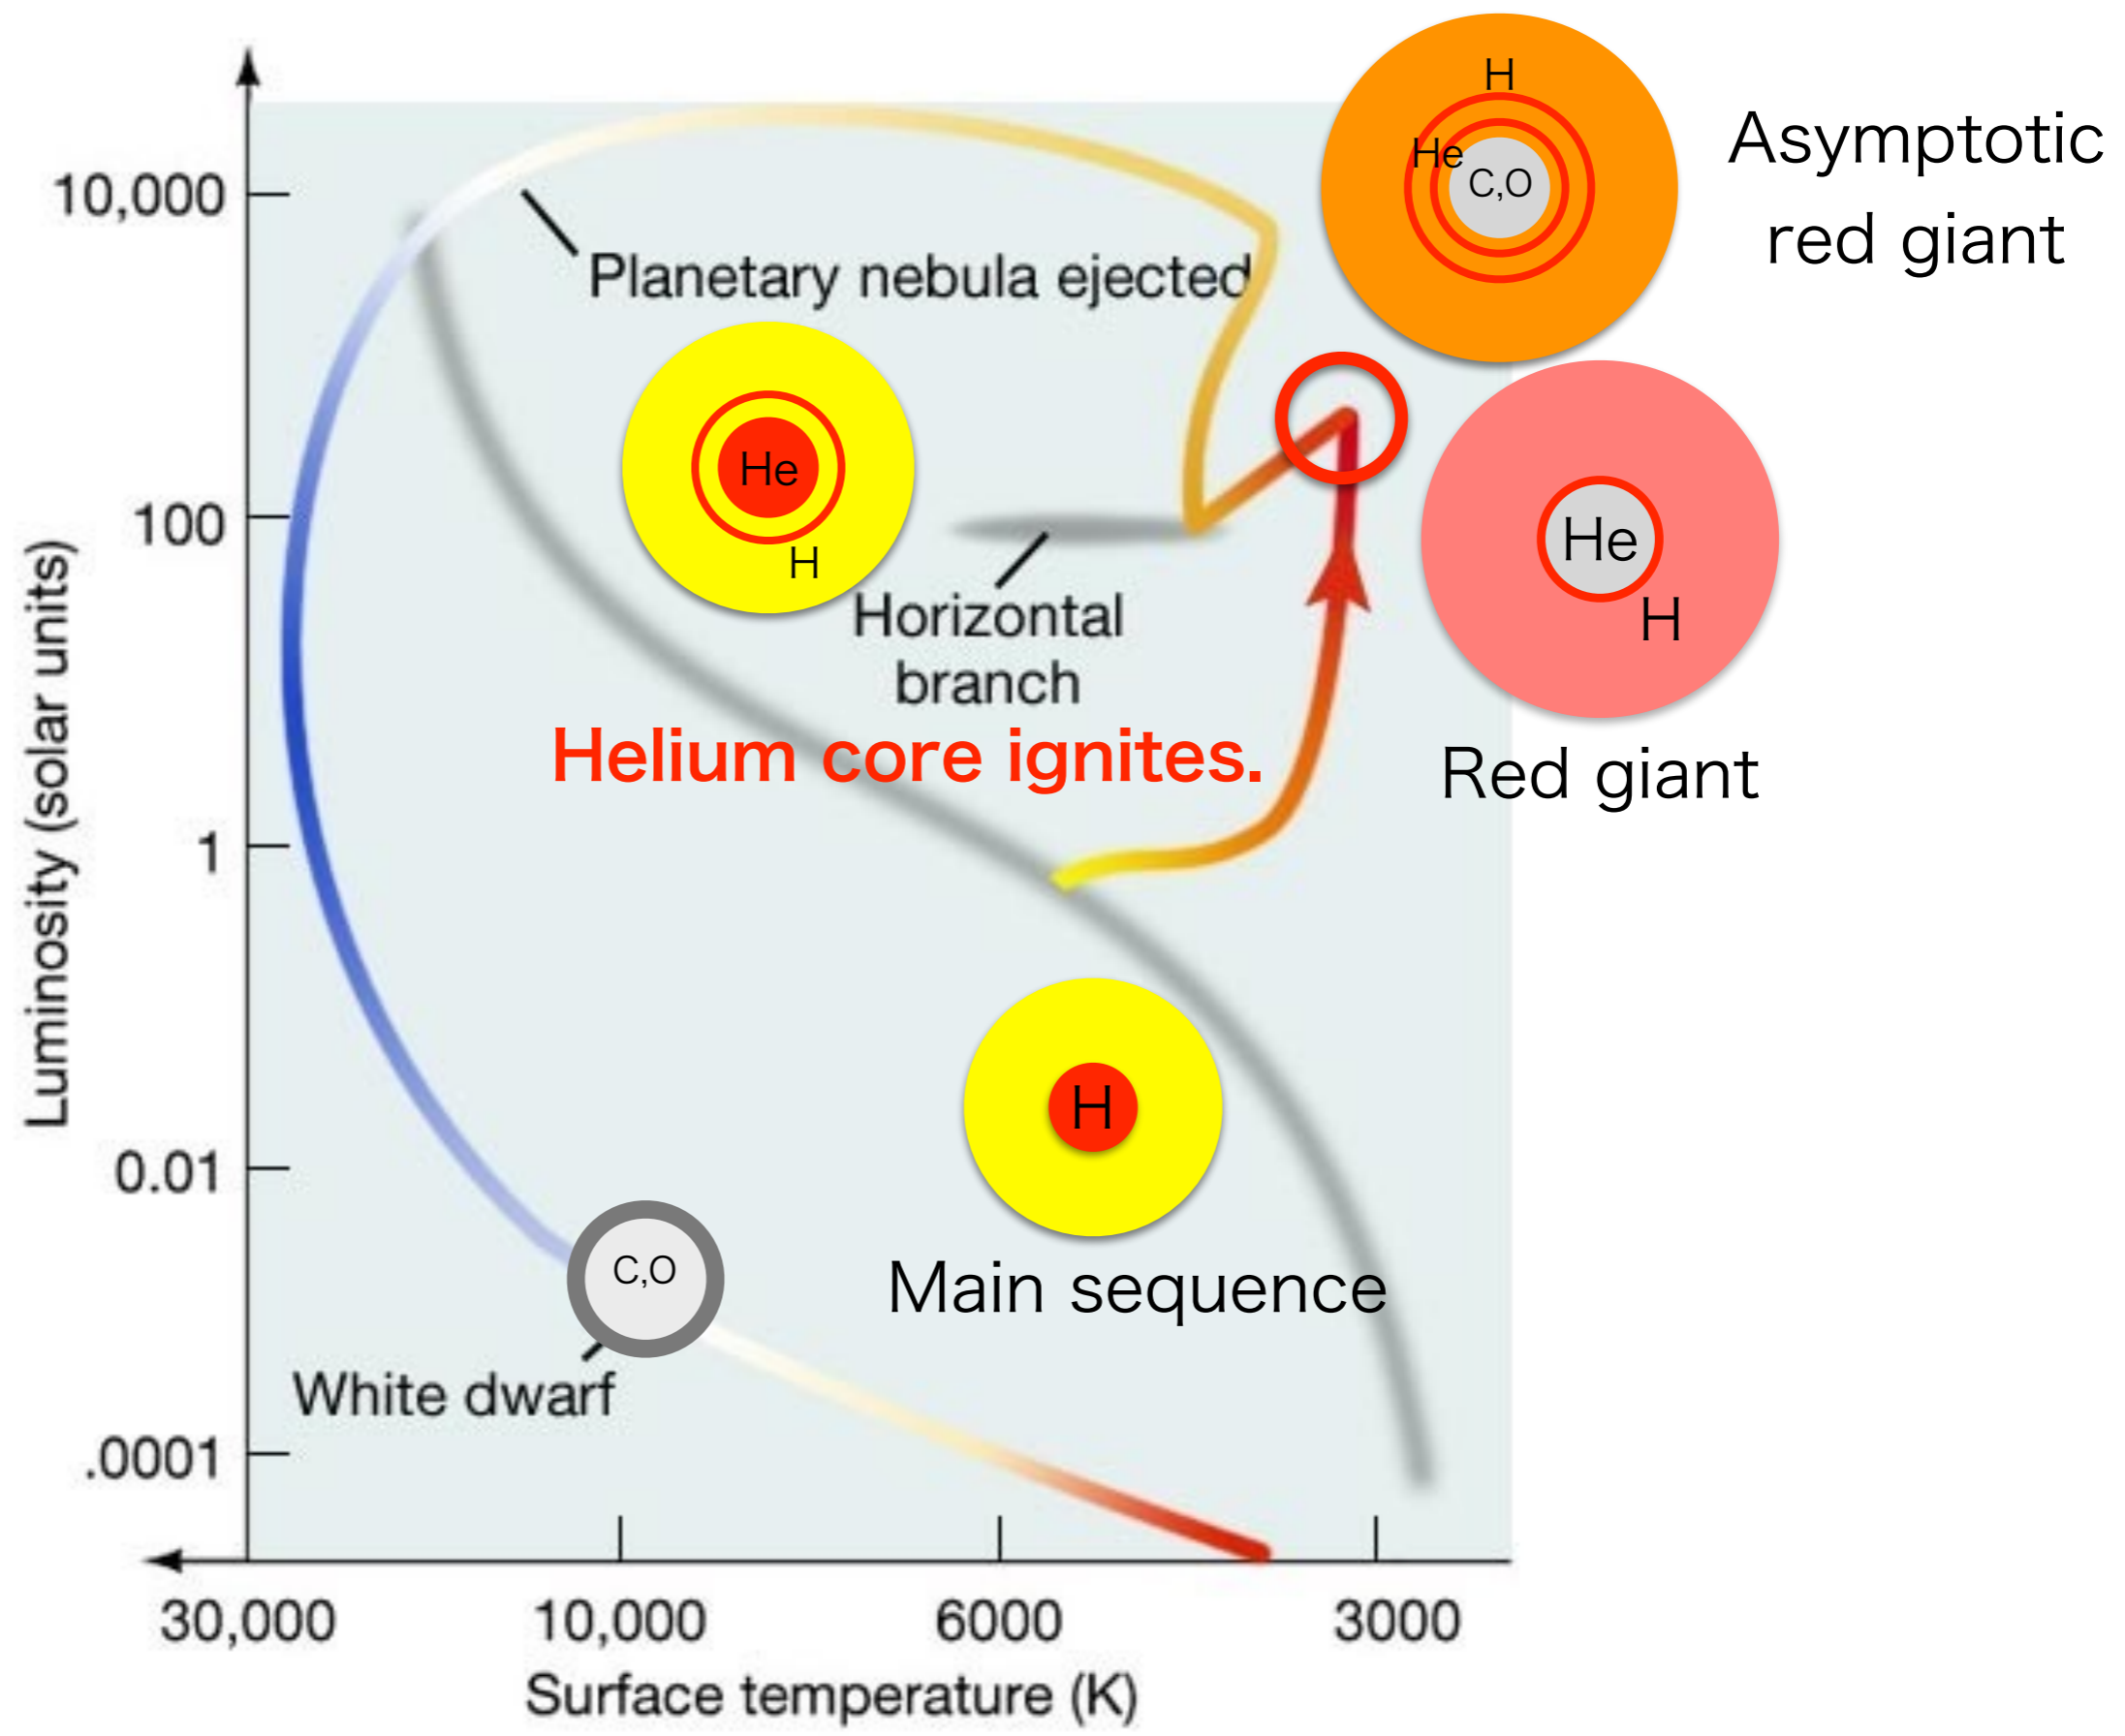 H
He
C,O
Asymptotic
red giant
10,000
Planetary nebula ejected
He
H
100
He
H
Horizontal
branch
Helium core ignites.
Red giant
Luminosity (solar units)
1
H
0.01
C,O
Main sequence
White dwarf
.0001
30,000
10,000
6000
3000
Surface temperature (K)